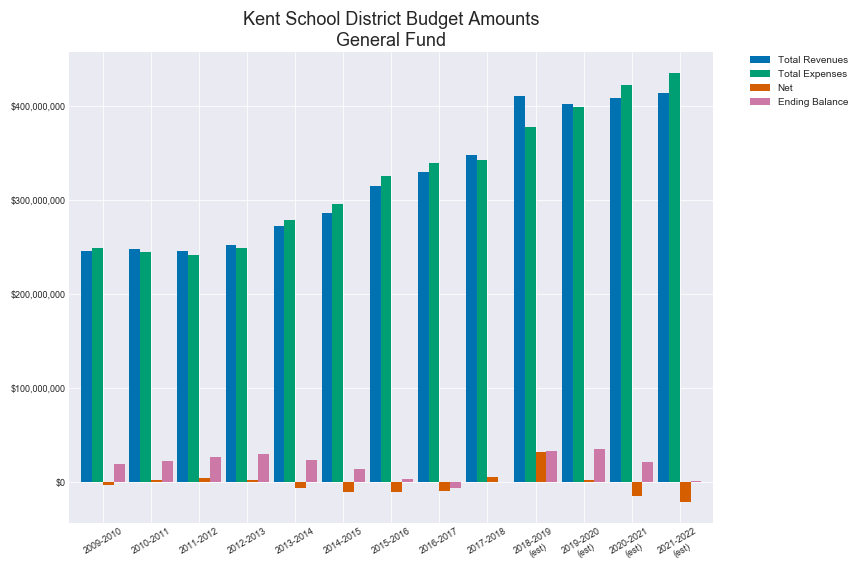 Kent School District Budget Amounts
General Fund
Total Revenues
Total Expenses
Net
Ending Balance
$400,000,000
$300,000,000
$200,000,000
$100,000,000
$0
2009-2010
2010-2011
2011-2012
2012-2013
2013-2014
2014-2015
2015-2016
2016-2017
2017-2018
2018-2019
(est)
2019-2020
(est)
2020-2021
(est)
2021-2022
(est)